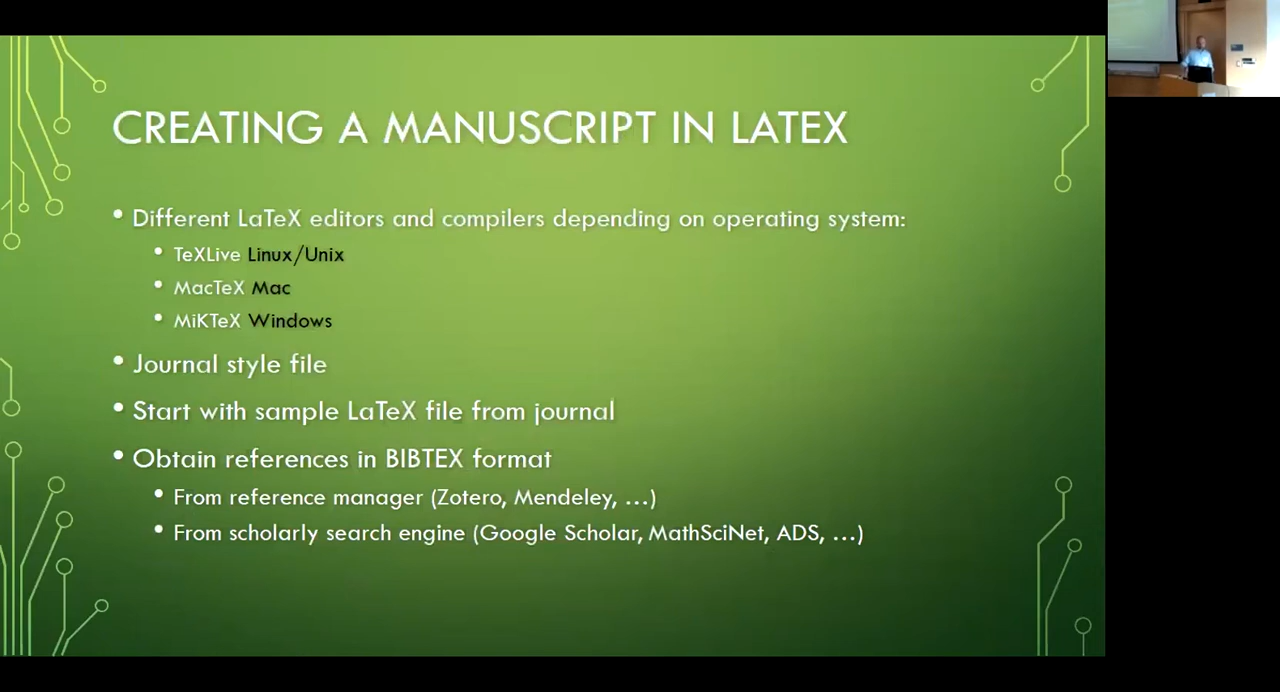 CREATING A MANUSCRIPT IN LATEX
• Different LaTeX editors and compilers depending on operating system:
• TeXLive Linux/Unix
• MacTeX Mac
• MiKTeX Windows
• Journal style file
• Start with sample LaTeX file from journal
• Obtain references in BIBTEX format
• From reference manager (Zotero, Mendeley, ...)
• From scholarly search engine (Google Scholar, MathSciNet, ADS, ...)